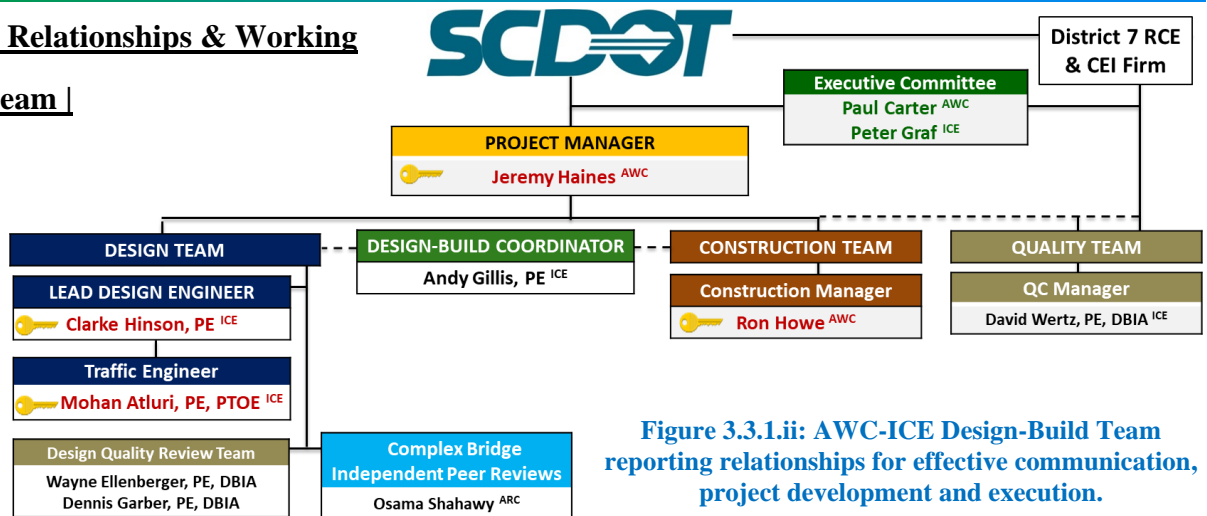 Relationships & Working
eam |
SCDOT
District 7 RCE
& CEI Firm
Executive Committee
Paul Carter AWC
Peter Graf ICE
PROJECT MANAGER
Jeremy Haines AWC
DESIGN TEAM
DESIGN-BUILD COORDINATOR
Andy Gillis, PE ICE
CONSTRUCTION TEAM
QUALITY TEAM
LEAD DESIGN ENGINEER
Clarke Hinson, PE ICE
Construction Manager
Ron Howe AWC
QC Manager
David Wertz, PE, DBIA ICE
Traffic Engineer
Mohan Atluri, PE, PTOE ICE
Design Quality Review Team
Wayne Ellenberger, PE, DBIA
Dennis Garber, PE, DBIA
Complex Bridge
Independent Peer Reviews
Osama Shahawy ARC
Figure 3.3.1.ii: AWC-ICE Design-Build Team
reporting relationships for effective communication,
project development and execution.